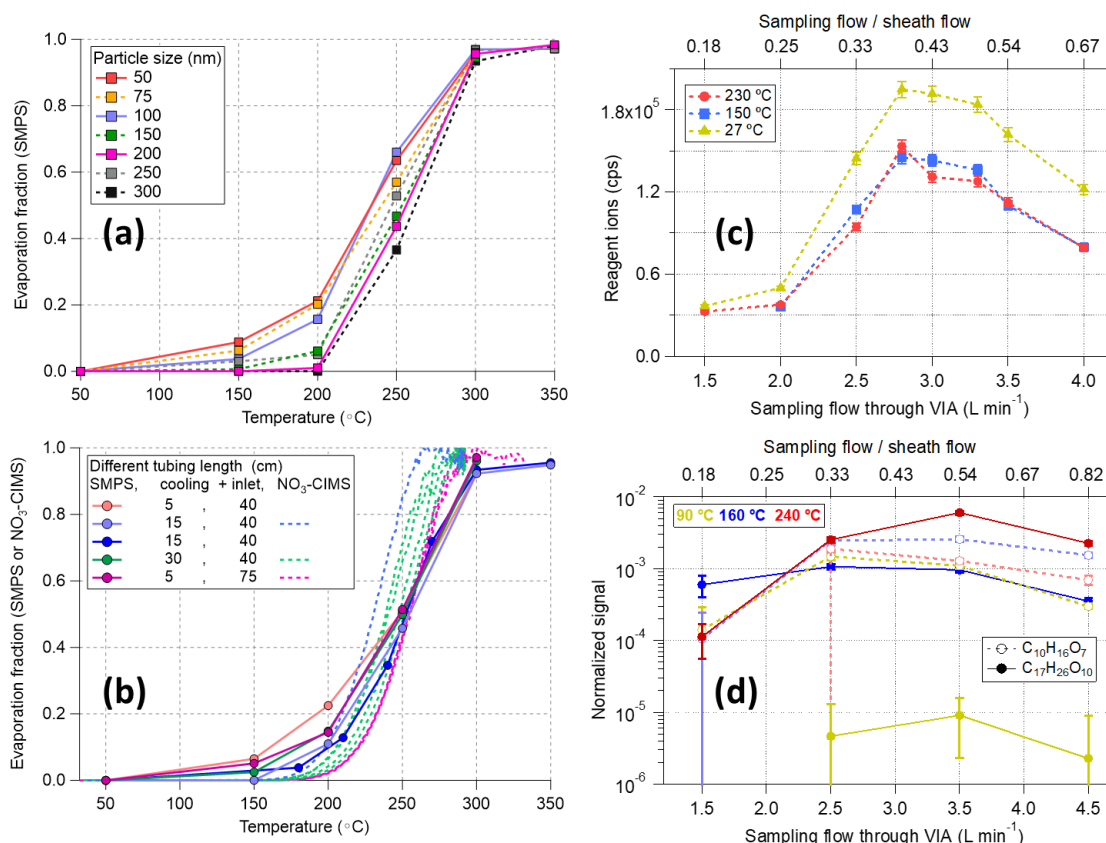 (a)
Evaporation fraction (SMPS)
1.0
0.8
0.6
0.4
0.2
0.0
Particle size (nm)
50
75
100
150
200
250
300
50 100 150 200 250 300 350
Temperature (°C)
(b)
Evaporation fraction (SMPS or NO3-CIMS)
1.0
0.8
0.6
0.4
0.2
0.0
Different tubing length (cm)
SMPS, cooling + inlet, NO3-CIMS
5 , 40
15 , 40
15 , 40
30 , 40
5 , 75
50 100 150 200 250 300 350
Temperature (°C)
Sampling flow / sheath flow
0.18 0.25 0.33 0.43 0.54 0.67
(c)
Reagent ions (cps)
1.8x10^5
1.2
0.6
0.0
230 ºC
150 ºC
27 ºC
1.5 2.0 2.5 3.0 3.5 4.0
Sampling flow through VIA (L min^-1)
Sampling flow / sheath flow
0.18 0.25 0.33 0.43 0.54 0.67 0.82
(d)
Normalized signal
10^-2
10^-3
10^-4
10^-5
10^-6
90 ºC 160 ºC 240 ºC
C10H16O7
C17H26O10
1.5 2.0 2.5 3.0 3.5 4.0 4.5
Sampling flow through VIA (L min^-1)